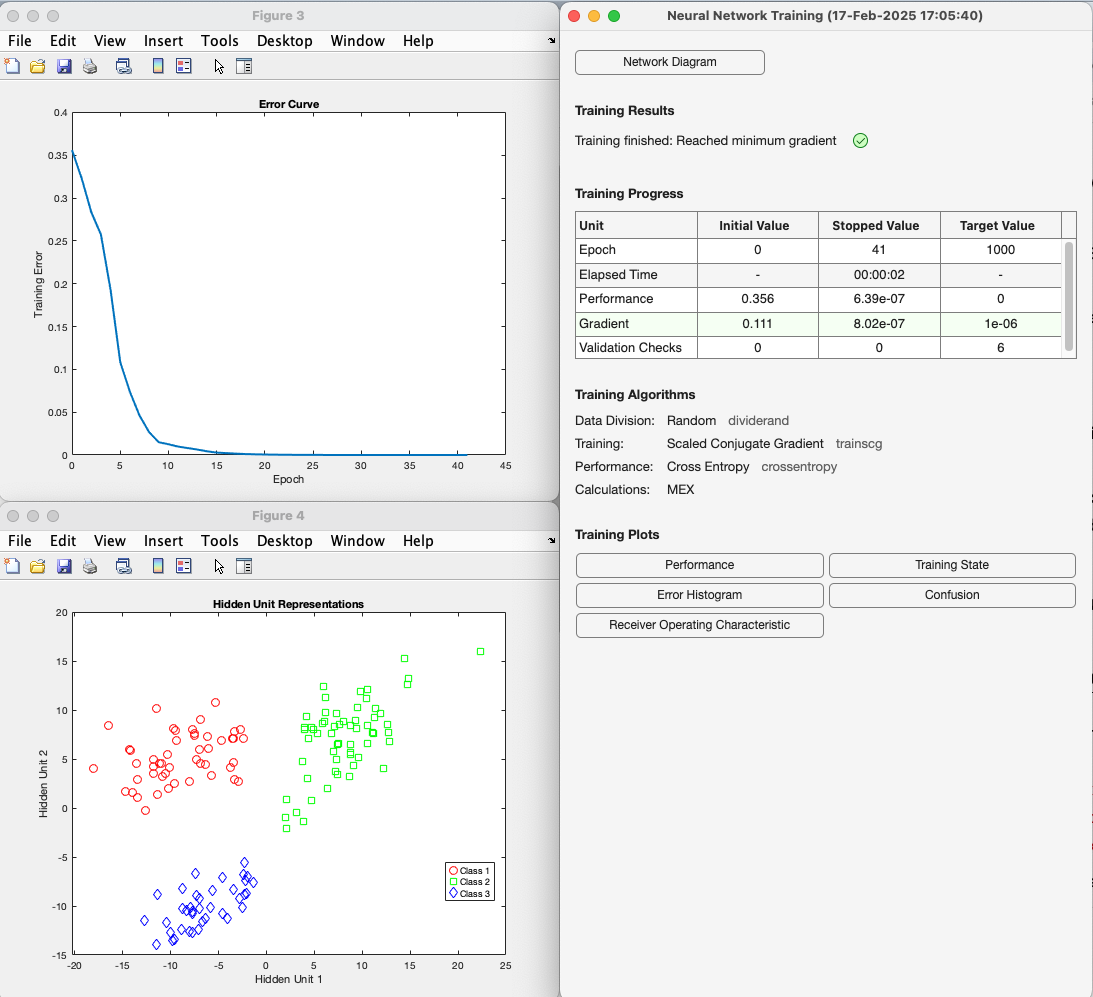 Figure 3
File Edit View Insert Tools Desktop Window Help
Error Curve
0.4
0.35
0.3
0.25
0.2
0.15
0.1
0.05
0
Training Error
0 5 10 15 20 25 30 35 40 45
Epoch
Figure 4
File Edit View Insert Tools Desktop Window Help
Hidden Unit Representations
20
15
10
5
0
-5
-10
-15
Hidden Unit 2
Class 1
Class 2
Class 3
-20 -15 -10 -5 0 5 10 15 20 25
Hidden Unit 1
Neural Network Training (17-Feb-2025 17:05:40)
Network Diagram
Training Results
Training finished: Reached minimum gradient
Training Progress
Unit Initial Value Stopped Value Target Value
Epoch 0 41 1000
Elapsed Time - 00:00:02 -
Performance 0.356 6.39e-07 0
Gradient 0.111 8.02e-07 1e-06
Validation Checks 0 0 6
Training Algorithms
Data Division: Random dividerand
Training: Scaled Conjugate Gradient trainscg
Performance: Cross Entropy crossentropy
Calculations: MEX
Training Plots
Performance Training State
Error Histogram Confusion
Receiver Operating Characteristic